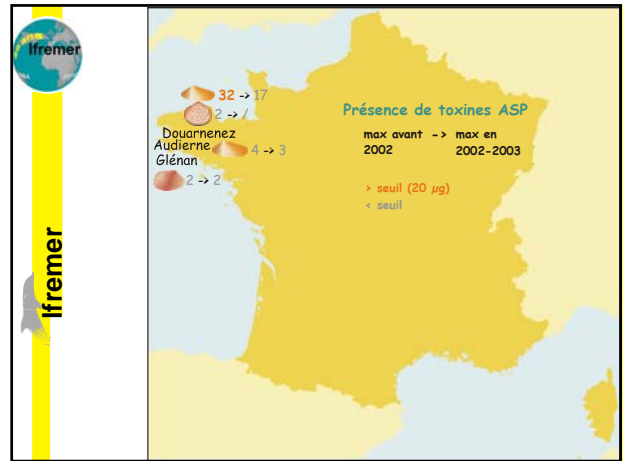 Ifremer
32 -> 17
2 -> /
Douarnenez
Audierne
4 -> 3
Glénan
2 -> 2
Présence de toxines ASP
max avant -> max en
2002 2002-2003
> seuil (20 µg)
< seuil
Ifremer